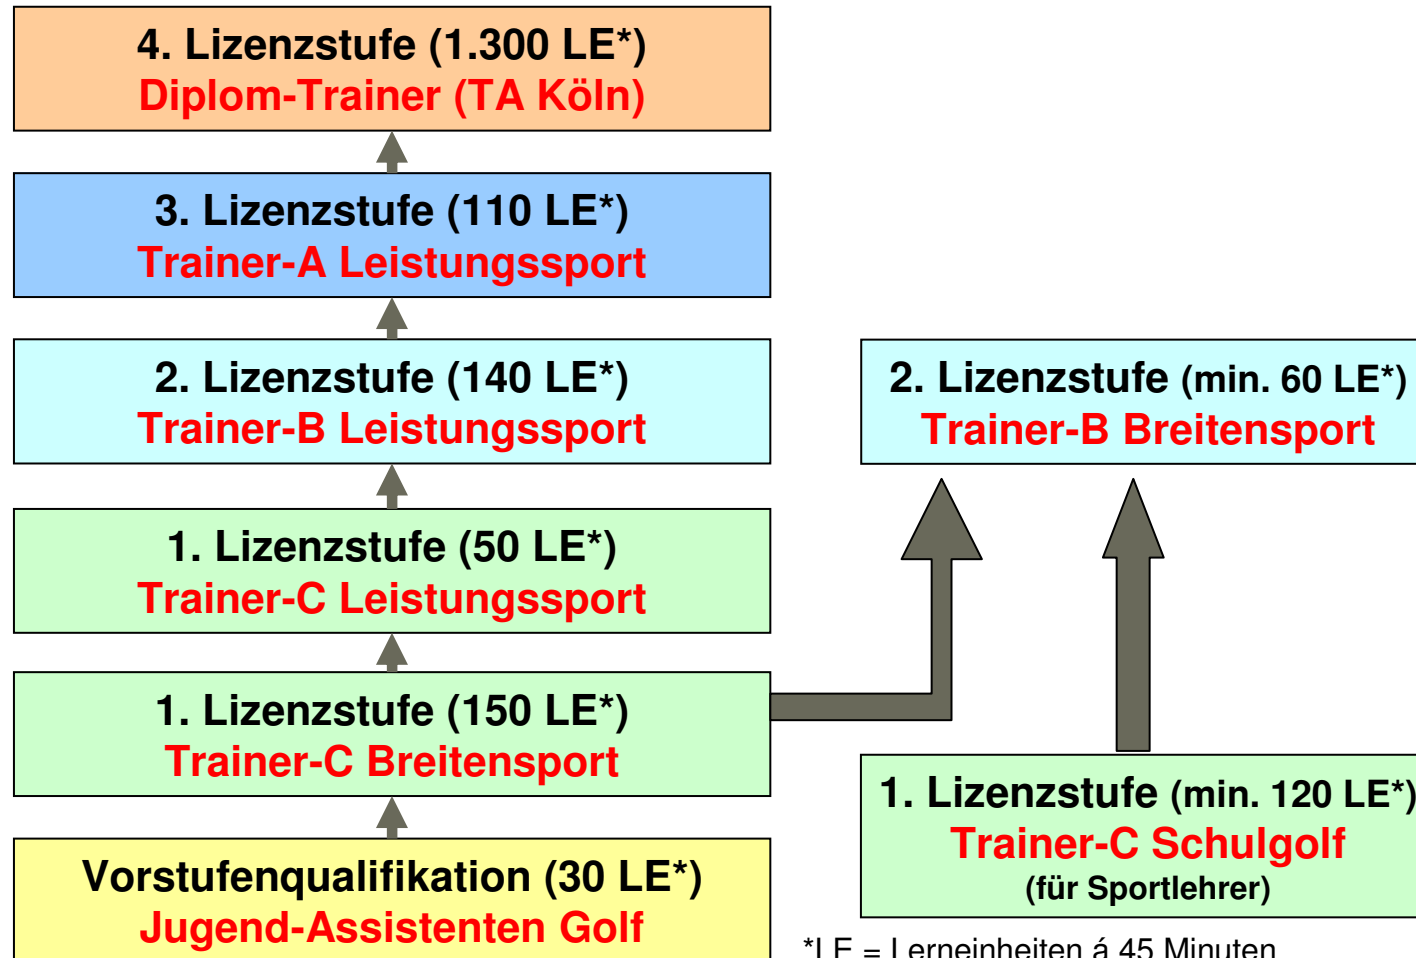 4. Lizenzstufe (1.300 LE*)
Diplom-Trainer (TA Köln)
3. Lizenzstufe (110 LE*)
Trainer-A Leistungssport
2. Lizenzstufe (140 LE*)
Trainer-B Leistungssport
2. Lizenzstufe (min. 60 LE*)
Trainer-B Breitensport
1. Lizenzstufe (50 LE*)
Trainer-C Leistungssport
1. Lizenzstufe (150 LE*)
Trainer-C Breitensport
1. Lizenzstufe (min. 120 LE*)
Trainer-C Schulgolf
(für Sportlehrer)
Vorstufenqualifikation (30 LE*)
Jugend-Assistenten Golf
*LE = Lerneinheiten á 45 Minuten